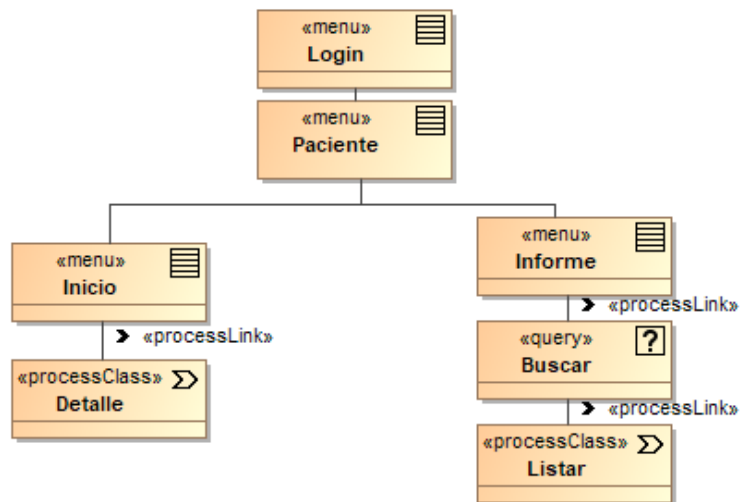 «menu»
Login
«menu»
Paciente
«menu»
Inicio
«processLink»
«processClass»
Detalle
«menu»
Informe
«processLink»
«query»
?
Buscar
«processLink»
«processClass»
Listar